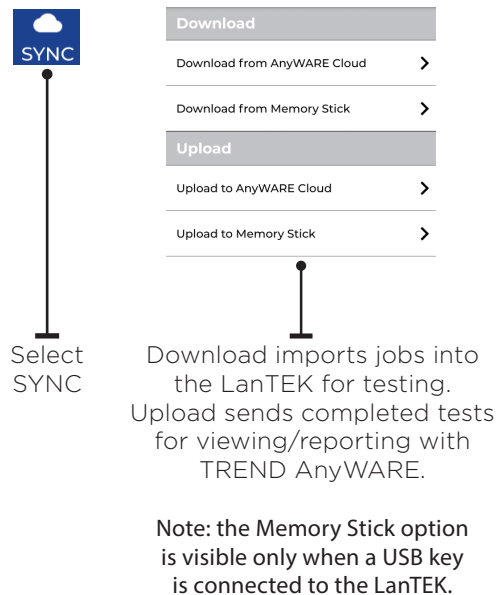 SYNC
Download
Download from AnyWARE Cloud
Download from Memory Stick
Upload
Upload to AnyWARE Cloud
Upload to Memory Stick
Select
SYNC
Download imports jobs into
the LanTEK for testing.
Upload sends completed tests
for viewing/reporting with
TREND AnyWARE.
Note: the Memory Stick option
is visible only when a USB key
is connected to the LanTEK.